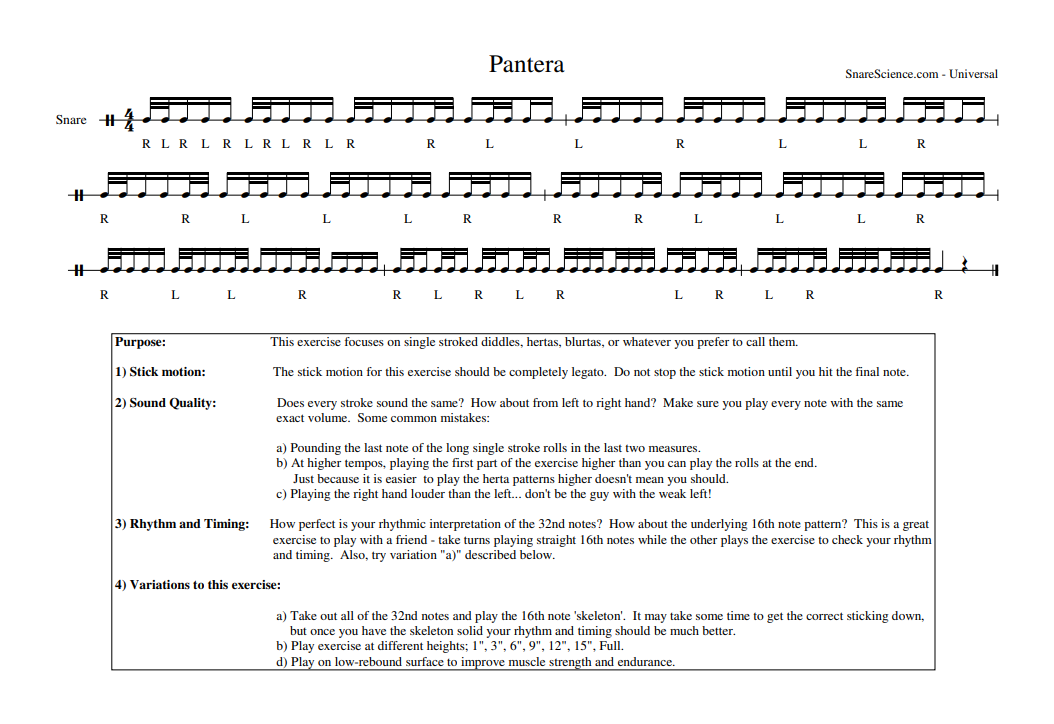 Pantera
SnareScience.com - Universal
Snare
4
4
R L R L R L R L R L R R L L R L L R
R R L L L R R R L L L R
R L L R R L R L R L R L R R
Purpose: This exercise focuses on single stroked diddles, hertas, blurtas, or whatever you prefer to call them.
1) Stick motion: The stick motion for this exercise should be completely legato. Do not stop the stick motion until you hit the final note.
2) Sound Quality: Does every stroke sound the same? How about from left to right hand? Make sure you play every note with the same
exact volume. Some common mistakes:
a) Pounding the last note of the long single stroke rolls in the last two measures.
b) At higher tempos, playing the first part of the exercise higher than you can play the rolls at the end.
Just because it is easier to play the herta patterns higher doesn't mean you should.
c) Playing the right hand louder than the left... don't be the guy with the weak left!
3) Rhythm and Timing: How perfect is your rhythmic interpretation of the 32nd notes? How about the underlying 16th note pattern? This is a great
exercise to play with a friend - take turns playing straight 16th notes while the other plays the exercise to check your rhythm
and timing. Also, try variation "a)" described below.
4) Variations to this exercise:
a) Take out all of the 32nd notes and play the 16th note 'skeleton'. It may take some time to get the correct sticking down,
but once you have the skeleton solid your rhythm and timing should be much better.
b) Play exercise at different heights; 1", 3", 6", 9", 12", 15", Full.
d) Play on low-rebound surface to improve muscle strength and endurance.